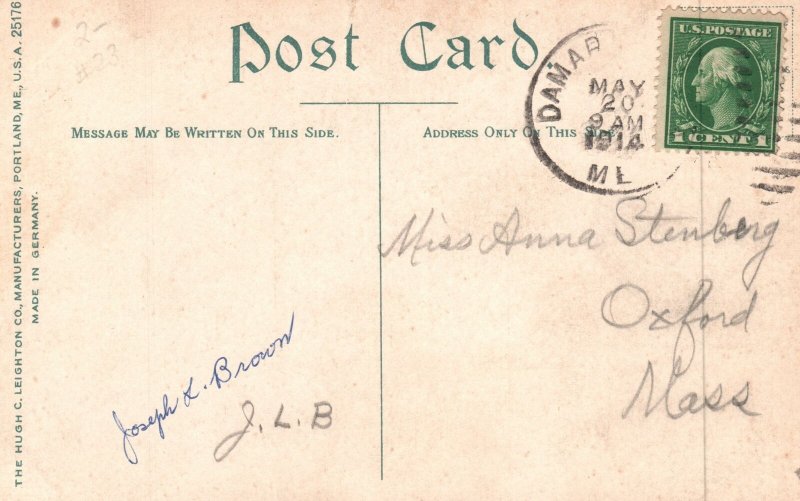 THE HUGH C. LEIGHTON CO., MANUFACTURERS, PORTLAND, ME., U.S.A. 25176
MADE IN GERMANY.
Post Card
MESSAGE MAY BE WRITTEN ON THIS SIDE.
ADDRESS ONLY ON THIS Side.
DAMAR
MAY
20
9 AM
1914
ME
U.S. POSTAGE
1 CENT 1
Miss Anna Stenberg
Oxford
Mass
Joseph L. Brown
J. L. B